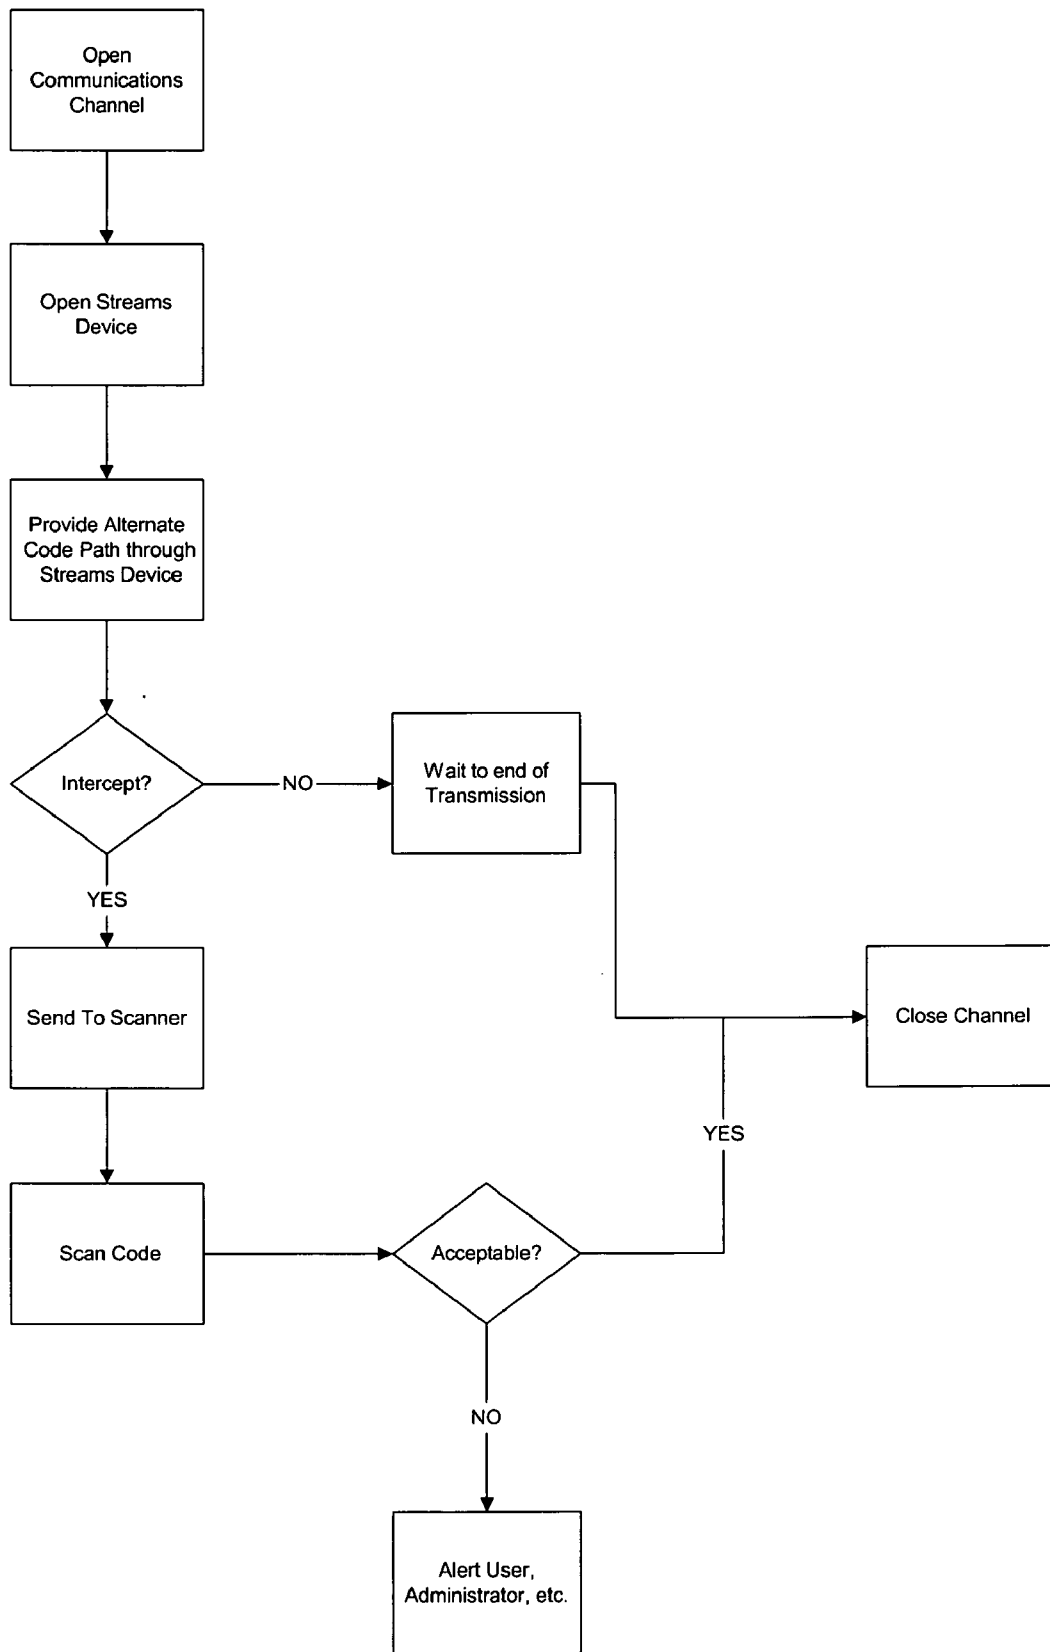 Open
Communications
Channel
Open Streams
Device
Provide Alternate
Code Path through
Streams Device
Intercept?
NO
Wait to end of
Transmission
YES
Send To Scanner
Close Channel
YES
Scan Code
Acceptable?
NO
Alert User,
Administrator, etc.